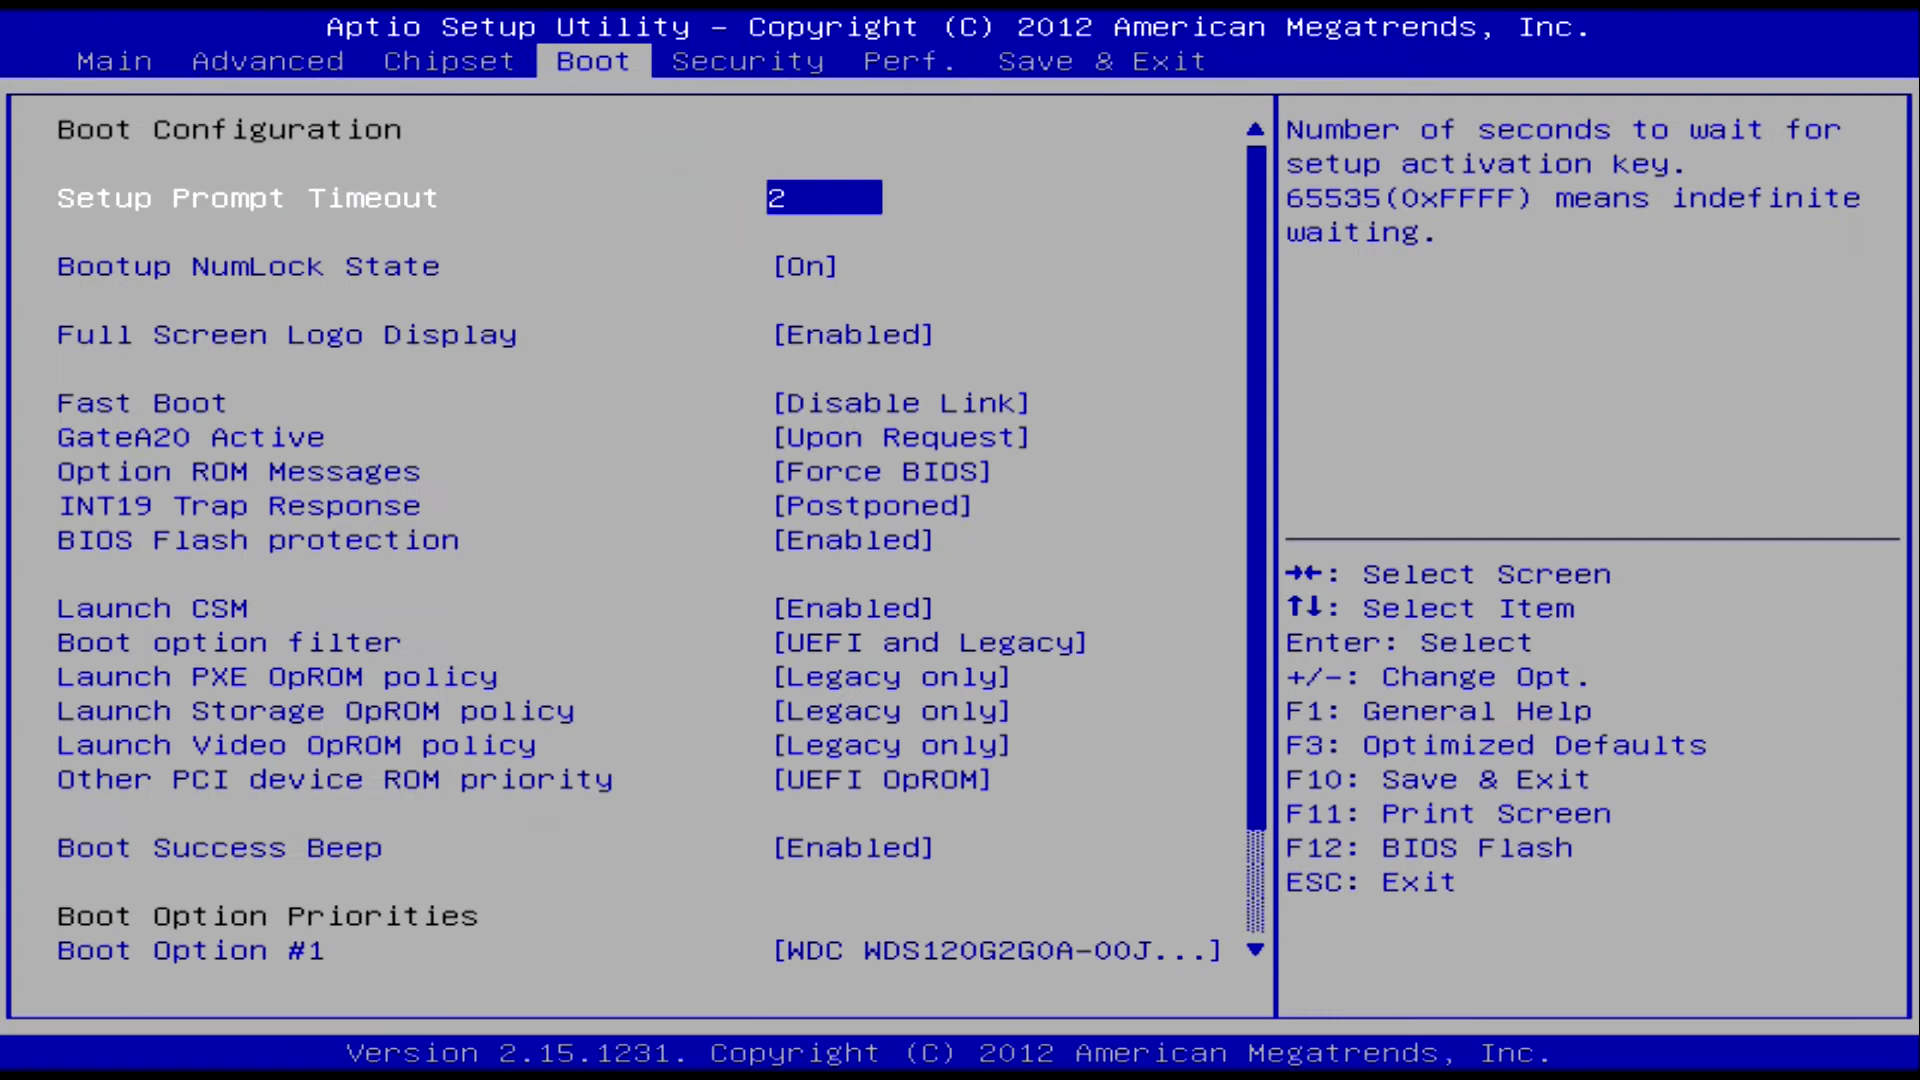 Aptio Setup Utility - Copyright (C) 2012 American Megatrends, Inc.
Main Advanced Chipset Boot Security Perf. Save & Exit
Boot Configuration
Setup Prompt Timeout 2
Bootup NumLock State [On]
Full Screen Logo Display [Enabled]
Fast Boot [Disable Link]
GateA20 Active [Upon Request]
Option ROM Messages [Force BIOS]
INT19 Trap Response [Postponed]
BIOS Flash protection [Enabled]
Launch CSM [Enabled]
Boot option filter [UEFI and Legacy]
Launch PXE OpROM policy [Legacy only]
Launch Storage OpROM policy [Legacy only]
Launch Video OpROM policy [Legacy only]
Other PCI device ROM priority [UEFI OpROM]
Boot Success Beep [Enabled]
Boot Option Priorities
Boot Option #1 [WDC WDS120G2G0A-00J...]
Number of seconds to wait for
setup activation key.
65535(0xFFFF) means indefinite
waiting.
→←: Select Screen
↑↓: Select Item
Enter: Select
+/-: Change Opt.
F1: General Help
F3: Optimized Defaults
F10: Save & Exit
F11: Print Screen
F12: BIOS Flash
ESC: Exit
Version 2.15.1231. Copyright (C) 2012 American Megatrends, Inc.